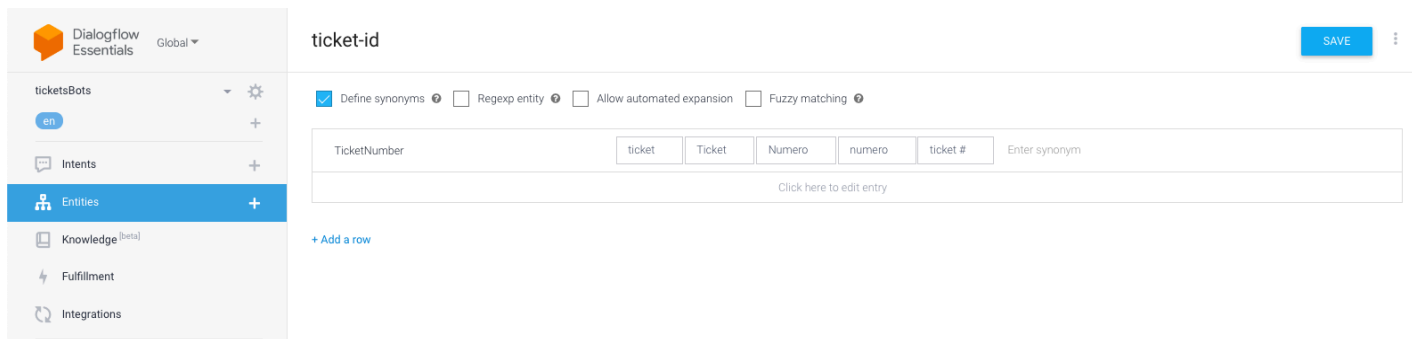 Dialogflow
Essentials
Global
ticket-id
SAVE
ticketsBots
en
Define synonyms
Regexp entity
Allow automated expansion
Fuzzy matching
TicketNumber
ticket
Ticket
Numero
numero
ticket #
Enter synonym
Click here to edit entry
+ Add a row
Intents
Entities
Knowledge [beta]
Fulfillment
Integrations